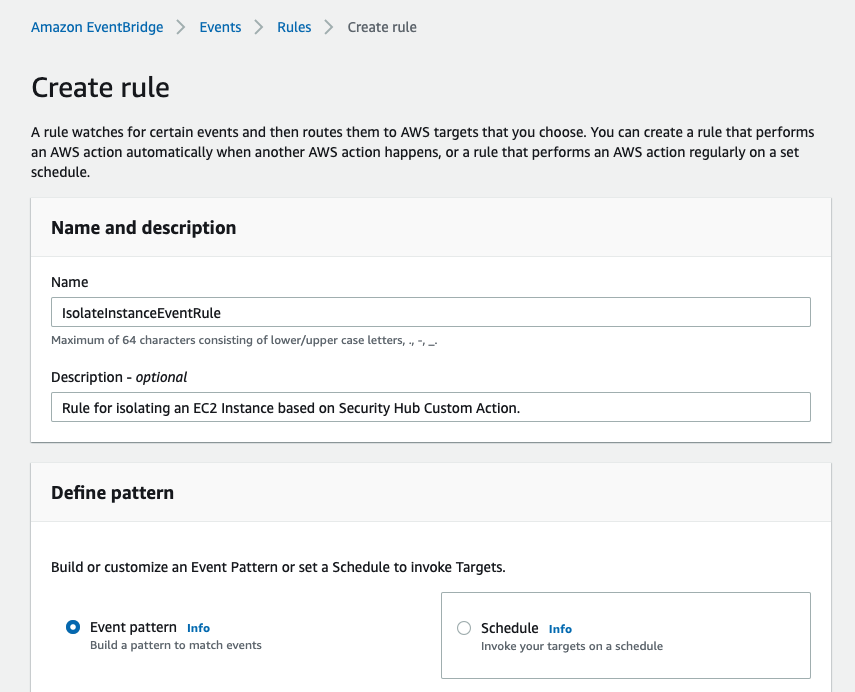 Amazon EventBridge > Events > Rules > Create rule
Create rule
A rule watches for certain events and then routes them to AWS targets that you choose. You can create a rule that performs
an AWS action automatically when another AWS action happens, or a rule that performs an AWS action regularly on a set
schedule.
Name and description
Name
IsolateInstanceEventRule
Maximum of 64 characters consisting of lower/upper case letters, ., -, _.
Description - optional
Rule for isolating an EC2 Instance based on Security Hub Custom Action.
Define pattern
Build or customize an Event Pattern or set a Schedule to invoke Targets.
Event pattern Info
Build a pattern to match events
Schedule Info
Invoke your targets on a schedule